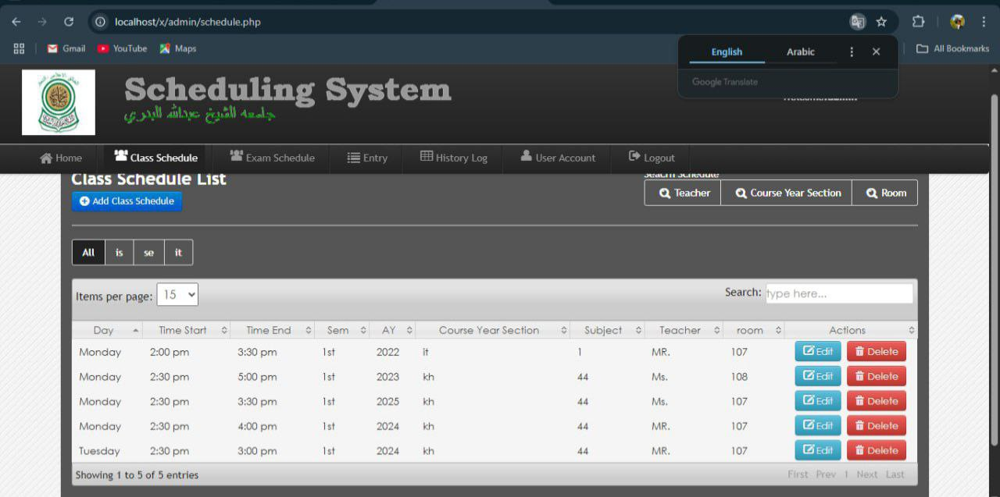 localhost/x/admin/schedule.php
Gmail YouTube Maps All Bookmarks
English Arabic
Google Translate
Scheduling System
جامعه الشيخ عبدالله البدري
Home Class Schedule Exam Schedule Entry History Log User Account Logout
Class Schedule List
Search Schedule
Add Class Schedule
Teacher Course Year Section Room
All is se it
Items per page: 15 Search: type here...
Day Time Start Time End Sem AY Course Year Section Subject Teacher room Actions
Monday 2:00 pm 3:30 pm 1st 2022 it 1 MR. 107 Edit Delete
Monday 2:30 pm 5:00 pm 1st 2023 kh 44 Ms. 108 Edit Delete
Monday 2:30 pm 3:30 pm 1st 2025 kh 44 Ms. 107 Edit Delete
Monday 2:30 pm 4:00 pm 1st 2024 kh 44 MR. 107 Edit Delete
Tuesday 2:30 pm 3:00 pm 1st 2024 kh 44 MR. 107 Edit Delete
Showing 1 to 5 of 5 entries First Prev 1 Next Last